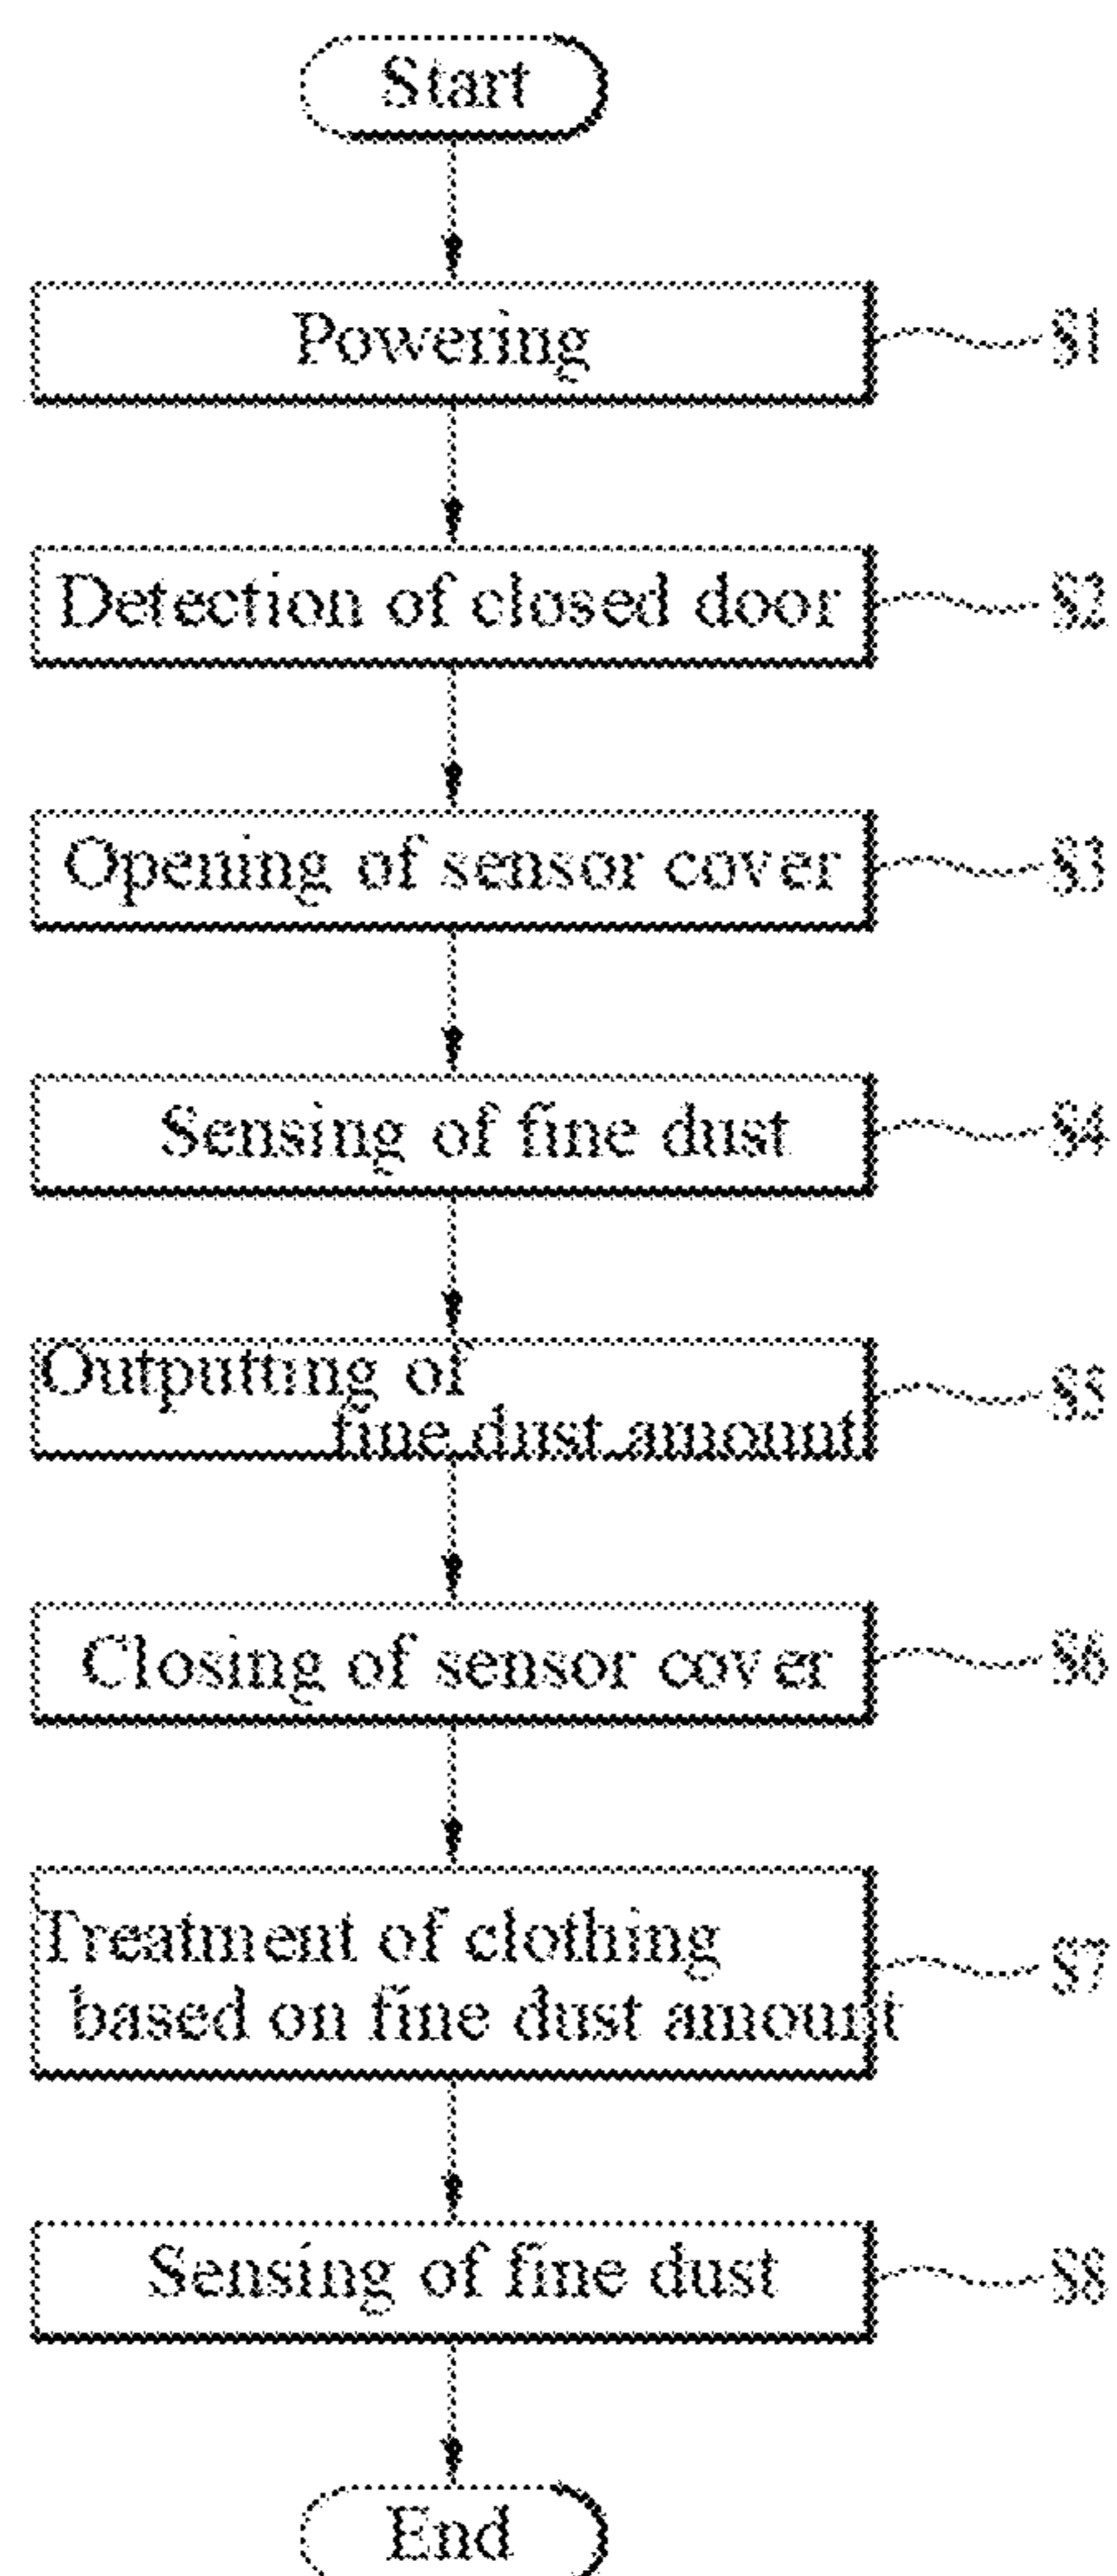 Start
Powering
S1
Detection of closed door
S2
Opening of sensor cover
S3
Sensing of fine dust
S4
Outputting of
fine dust amount
S5
Closing of sensor cover
S6
Treatment of clothing
based on fine dust amount
S7
Sensing of fine dust
S8
End